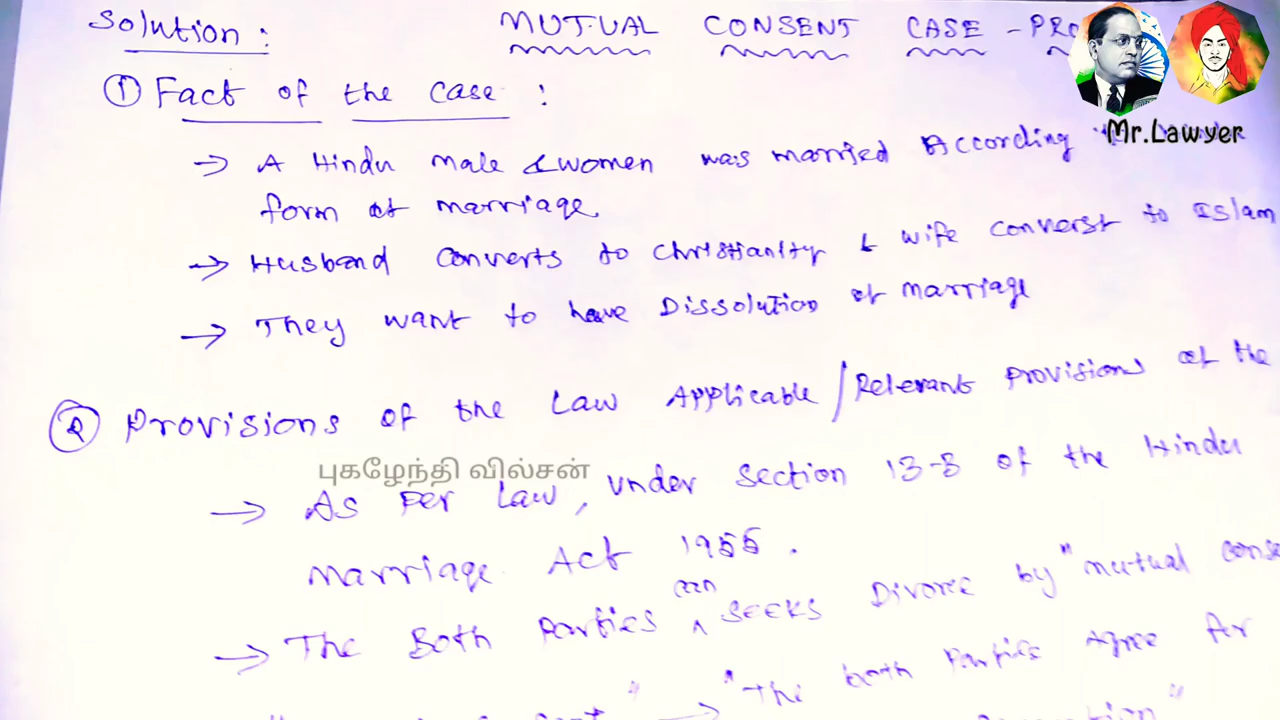 Solution : MUTUAL CONSENT CASE - PRO
Mr.Lawyer
① Fact of the case :
→ A Hindu male & women was married According
form of marriage.
→ Husband converts to christianity & wife converst to Islam
→ They want to have Dissolution of marriage
② Provisions of the Law Applicable / Relevant provisions of the
புகழேந்தி வில்சன்
→ As per Law, under section 13-B of the Hindu
marriage Act 1955 .
→ The Both parties can seeks Divorce by "mutual conse
→ "The both parties Agree for